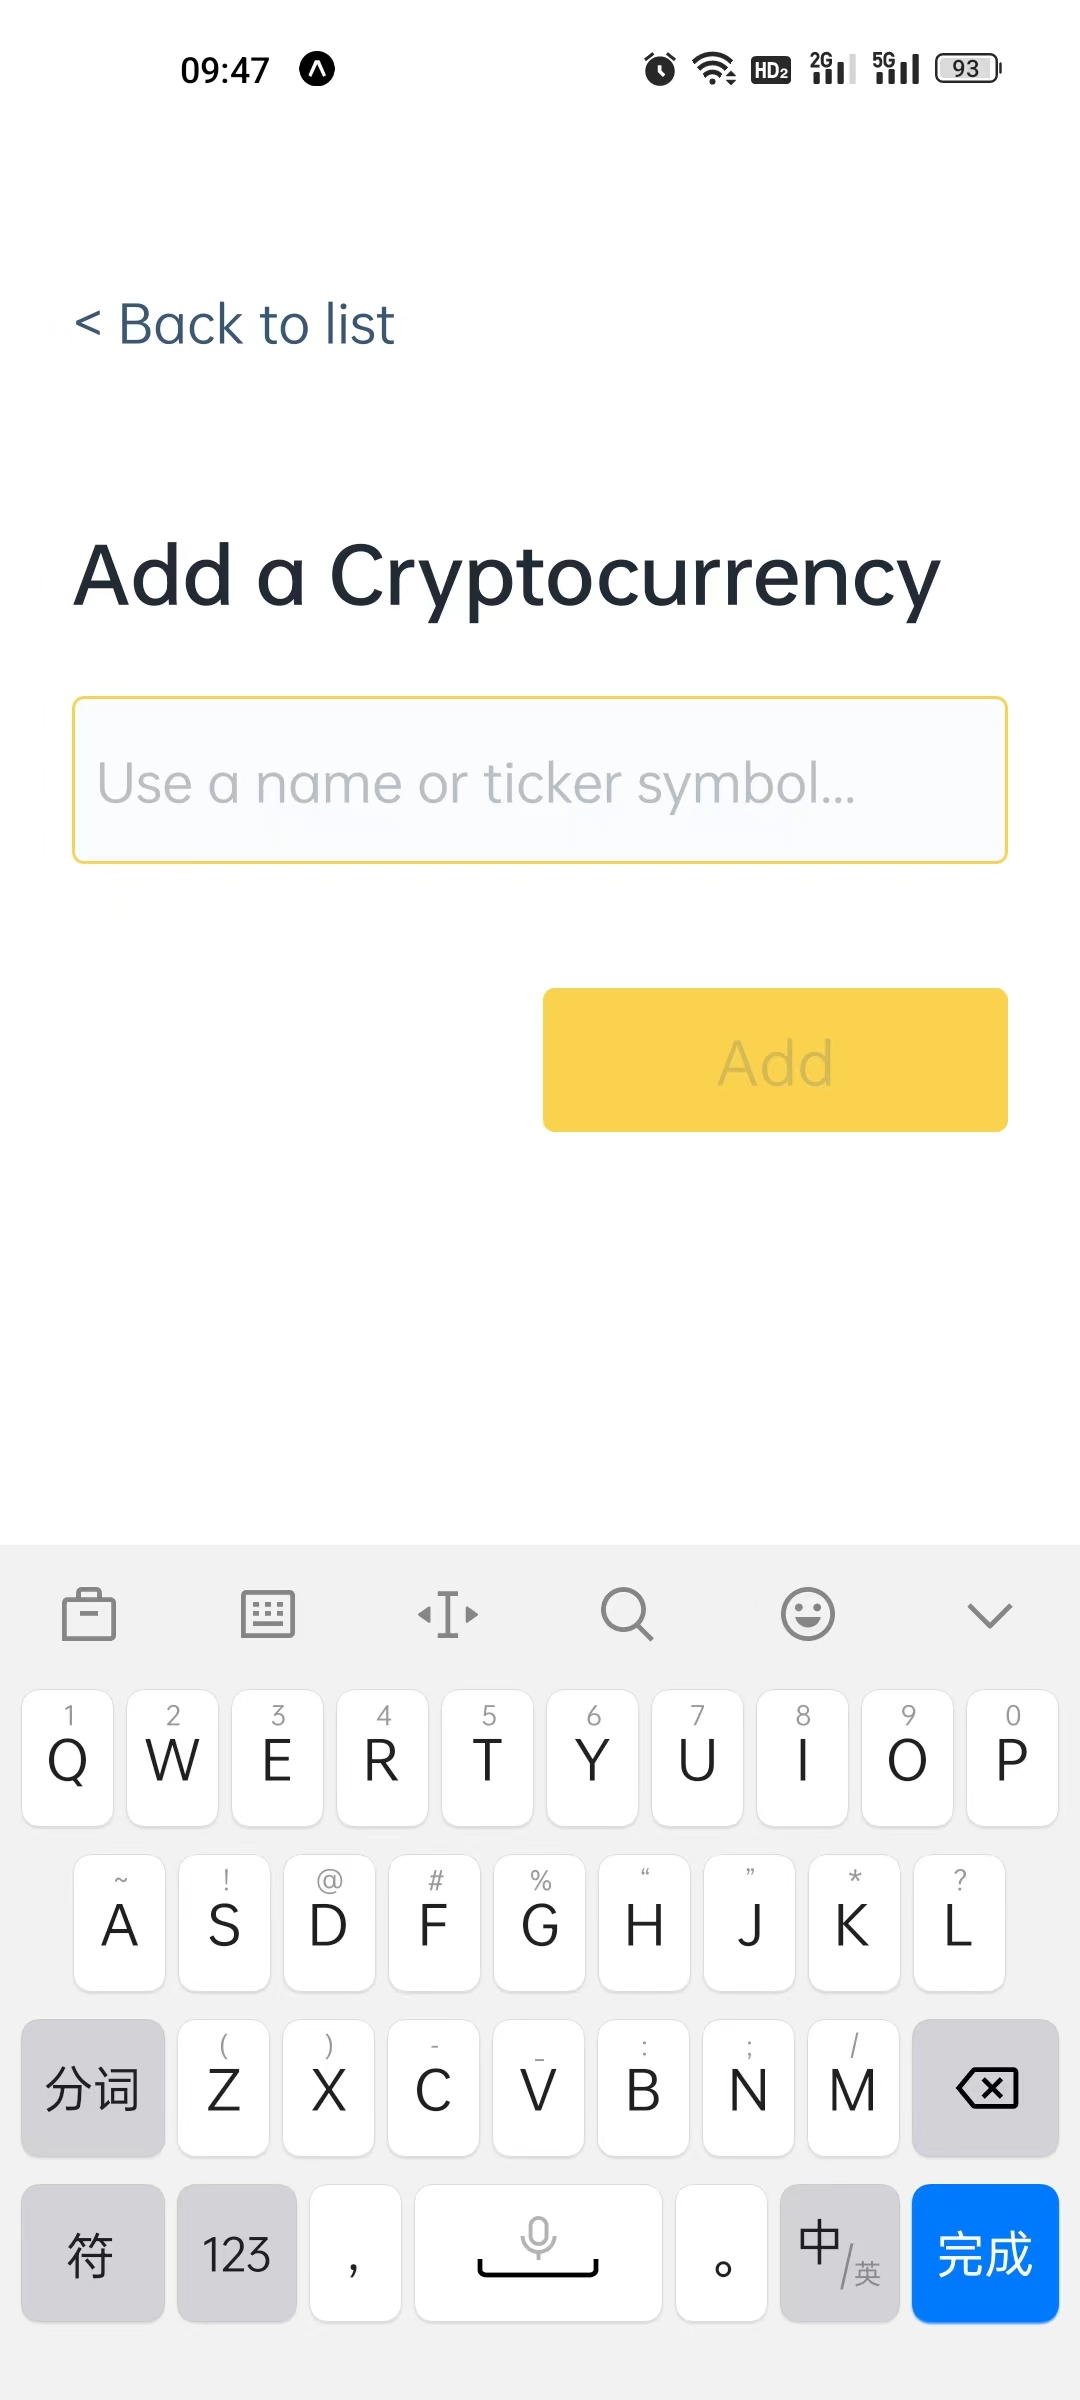 09:47 HD2 2G 5G 93
< Back to list
Add a Cryptocurrency
Use a name or ticker symbol...
Add
1 2 3 4 5 6 7 8 9 0
Q W E R T Y U I O P
~ ! @ # % “ ” * ?
A S D F G H J K L
( ) - _ : ; /
分词 Z X C V B N M
符 123 , 。 中/英 完成